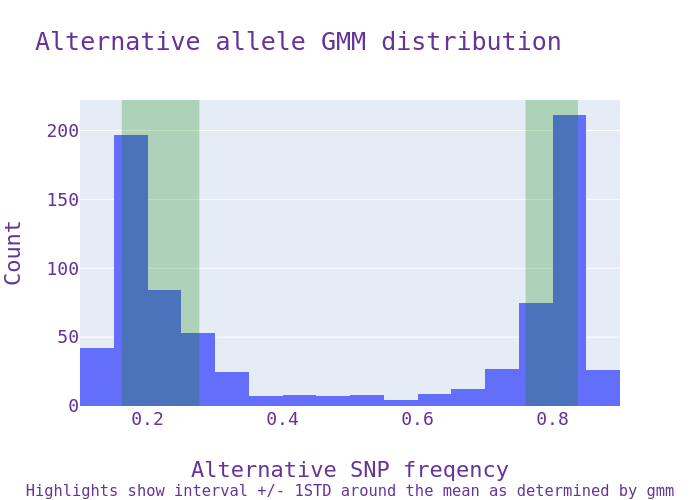 Alternative allele GMM distribution
200
150
100
50
0
Count
0.2
0.4
0.6
0.8
Alternative SNP freqency
Highlights show interval +/- 1STD around the mean as determined by gmm